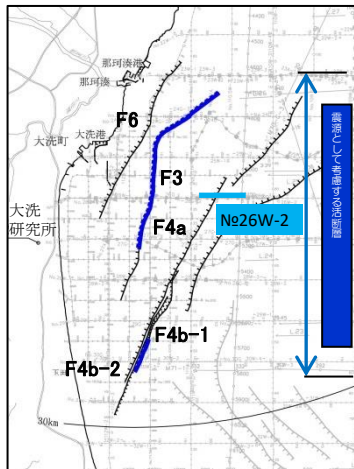 那珂湊港
那珂湊
F6
大洗港
大洗町
F3
大洗
研究所
F4a
№26W-2
震源として考慮する活断層
F4b-1
F4b-2
30km